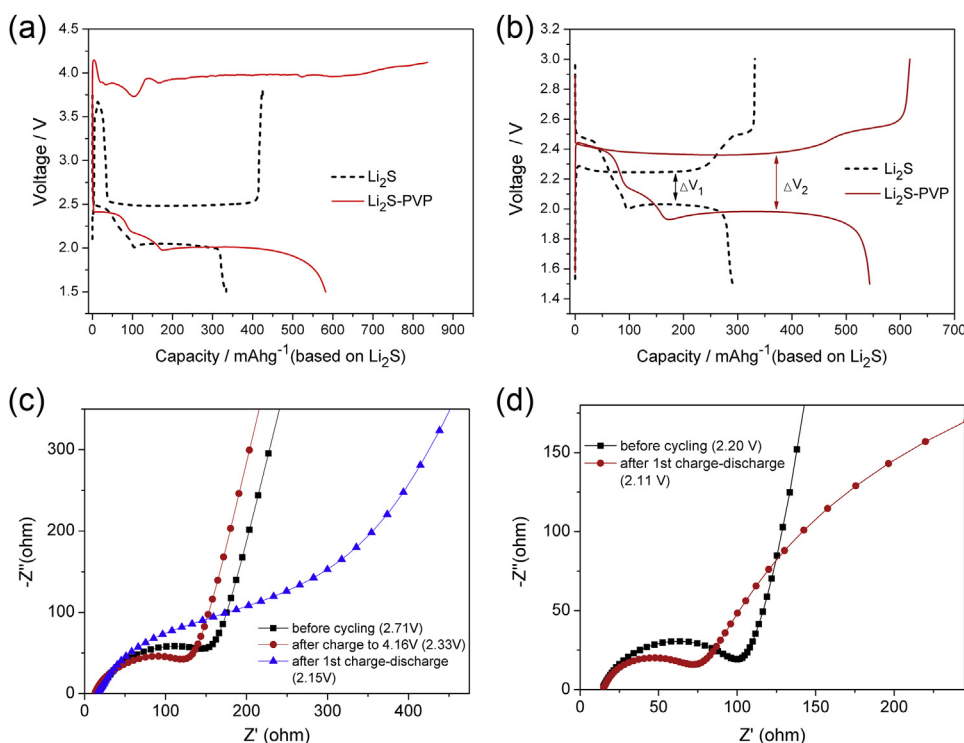 (a)
4.5
4.0
3.5
3.0
2.5
2.0
1.5
Voltage / V
Li₂S
Li₂S-PVP
0 100 200 300 400 500 600 700 800 900
Capacity / mAhg⁻¹(based on Li₂S)
(b)
3.0
2.8
2.6
2.4
2.2
2.0
1.8
1.6
1.4
Voltage / V
Li₂S
Li₂S-PVP
ΔV₁
ΔV₂
0 100 200 300 400 500 600 700
Capacity / mAhg⁻¹(based on Li₂S)
(c)
300
200
100
0
-Z"(ohm)
before cycling (2.71V)
after charge to 4.16V (2.33V)
after 1st charge-discharge
(2.15V)
0 100 200 300 400
Z' (ohm)
(d)
150
100
50
0
-Z"(ohm)
before cycling (2.20 V)
after 1st charge-discharge
(2.11 V)
0 50 100 150 200
Z' (ohm)